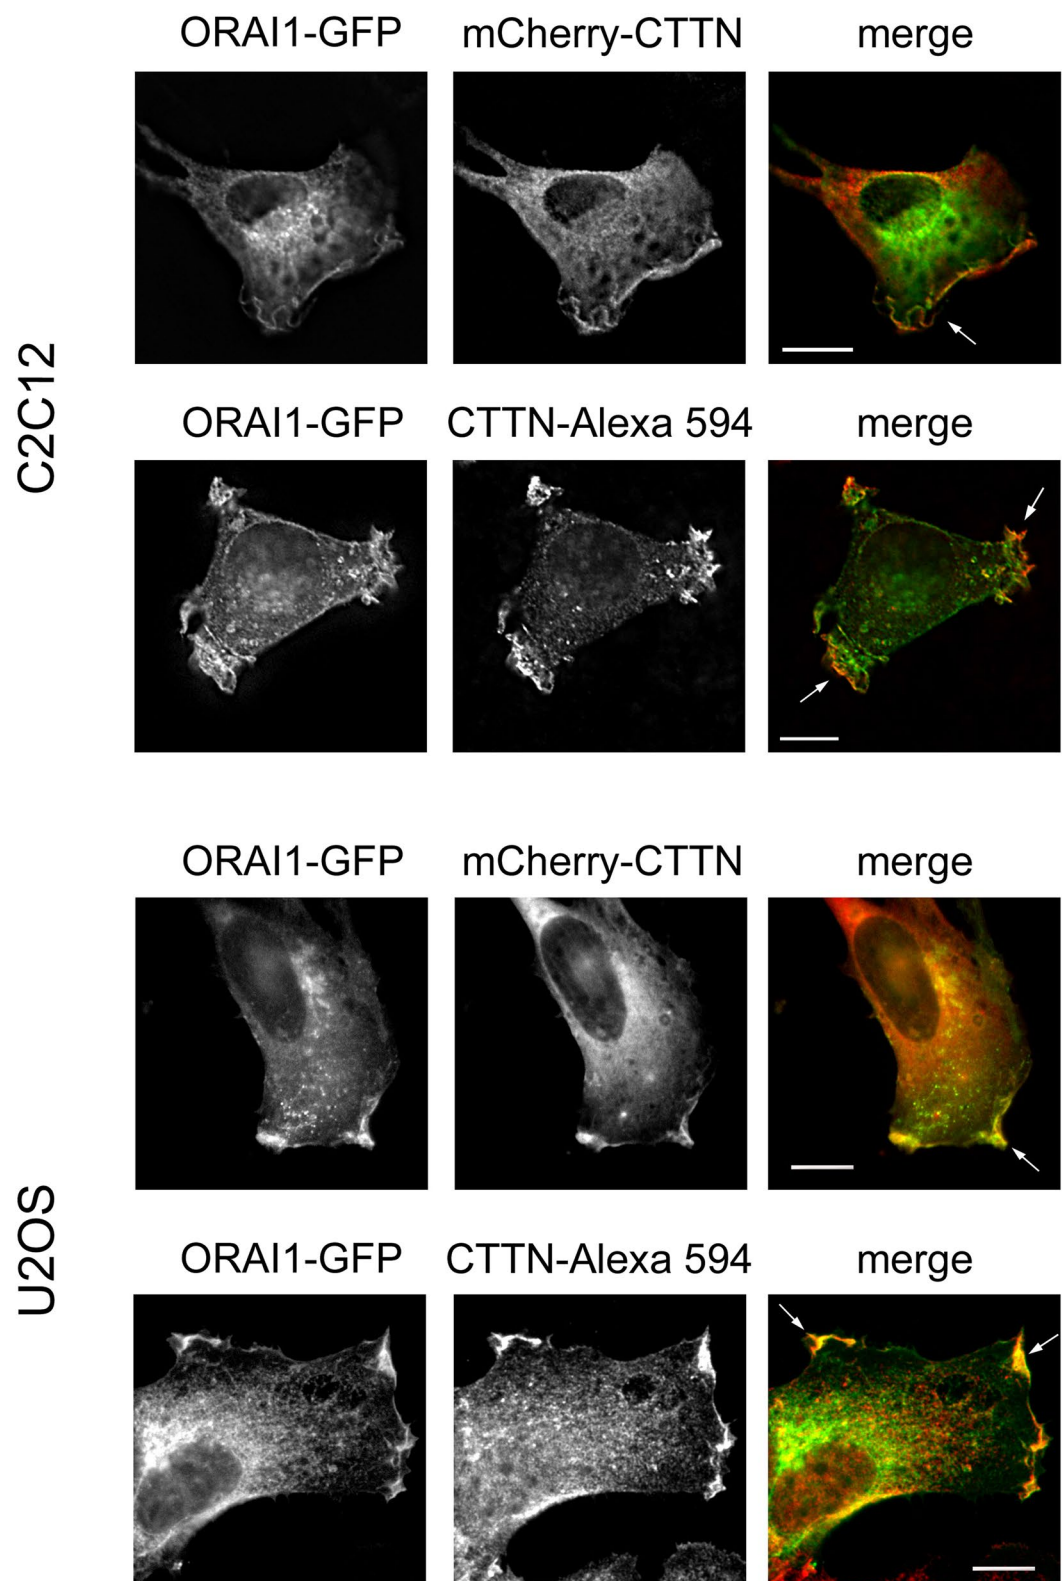 ORAI1-GFP mCherry-CTTN merge
C2C12
ORAI1-GFP CTTN-Alexa 594 merge
ORAI1-GFP mCherry-CTTN merge
U2OS
ORAI1-GFP CTTN-Alexa 594 merge